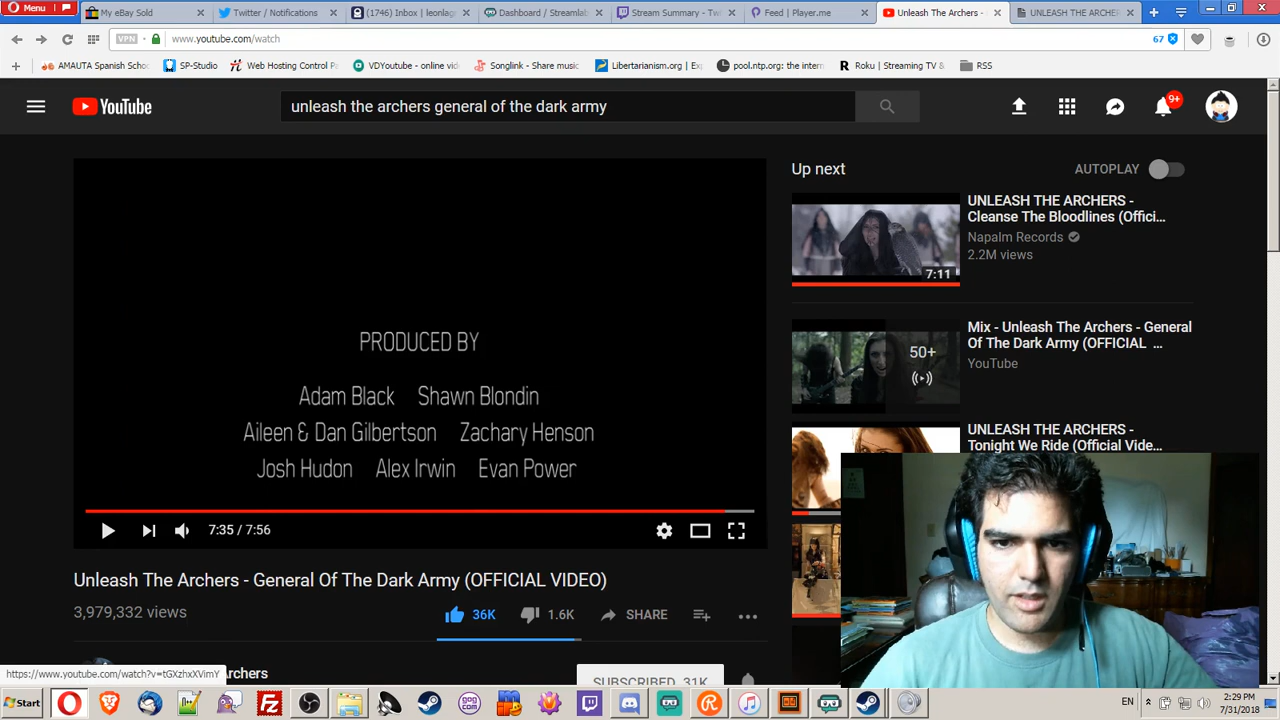 Menu
My eBay Sold
Twitter / Notifications
(1746) Inbox | leonlag
Dashboard / Streamlab
Stream Summary - Twi
Feed | Player.me
Unleash The Archers -
UNLEASH THE ARCHER
VPN
www.youtube.com/watch
67
AMAUTA Spanish Scho
SP-Studio
Web Hosting Control Pa
VDYoutube - online vid
Songlink - Share music
Libertarianism.org | Exp
pool.ntp.org: the intern
Roku | Streaming TV &
RSS
YouTube
unleash the archers general of the dark army
9+
Up next
AUTOPLAY
UNLEASH THE ARCHERS -
Cleanse The Bloodlines (Offici...
Napalm Records
2.2M views
7:11
Mix - Unleash The Archers - General
Of The Dark Army (OFFICIAL ...
YouTube
50+
UNLEASH THE ARCHERS -
Tonight We Ride (Official Vide...
PRODUCED BY
Adam Black Shawn Blondin
Aileen & Dan Gilbertson Zachary Henson
Josh Hudon Alex Irwin Evan Power
7:35 / 7:56
Unleash The Archers - General Of The Dark Army (OFFICIAL VIDEO)
3,979,332 views
36K
1.6K
SHARE
https://www.youtube.com/watch?v=tGXzhxXVimY
Archers
SUBSCRIBED 31K
Start
EN
2:29 PM
7/31/2018